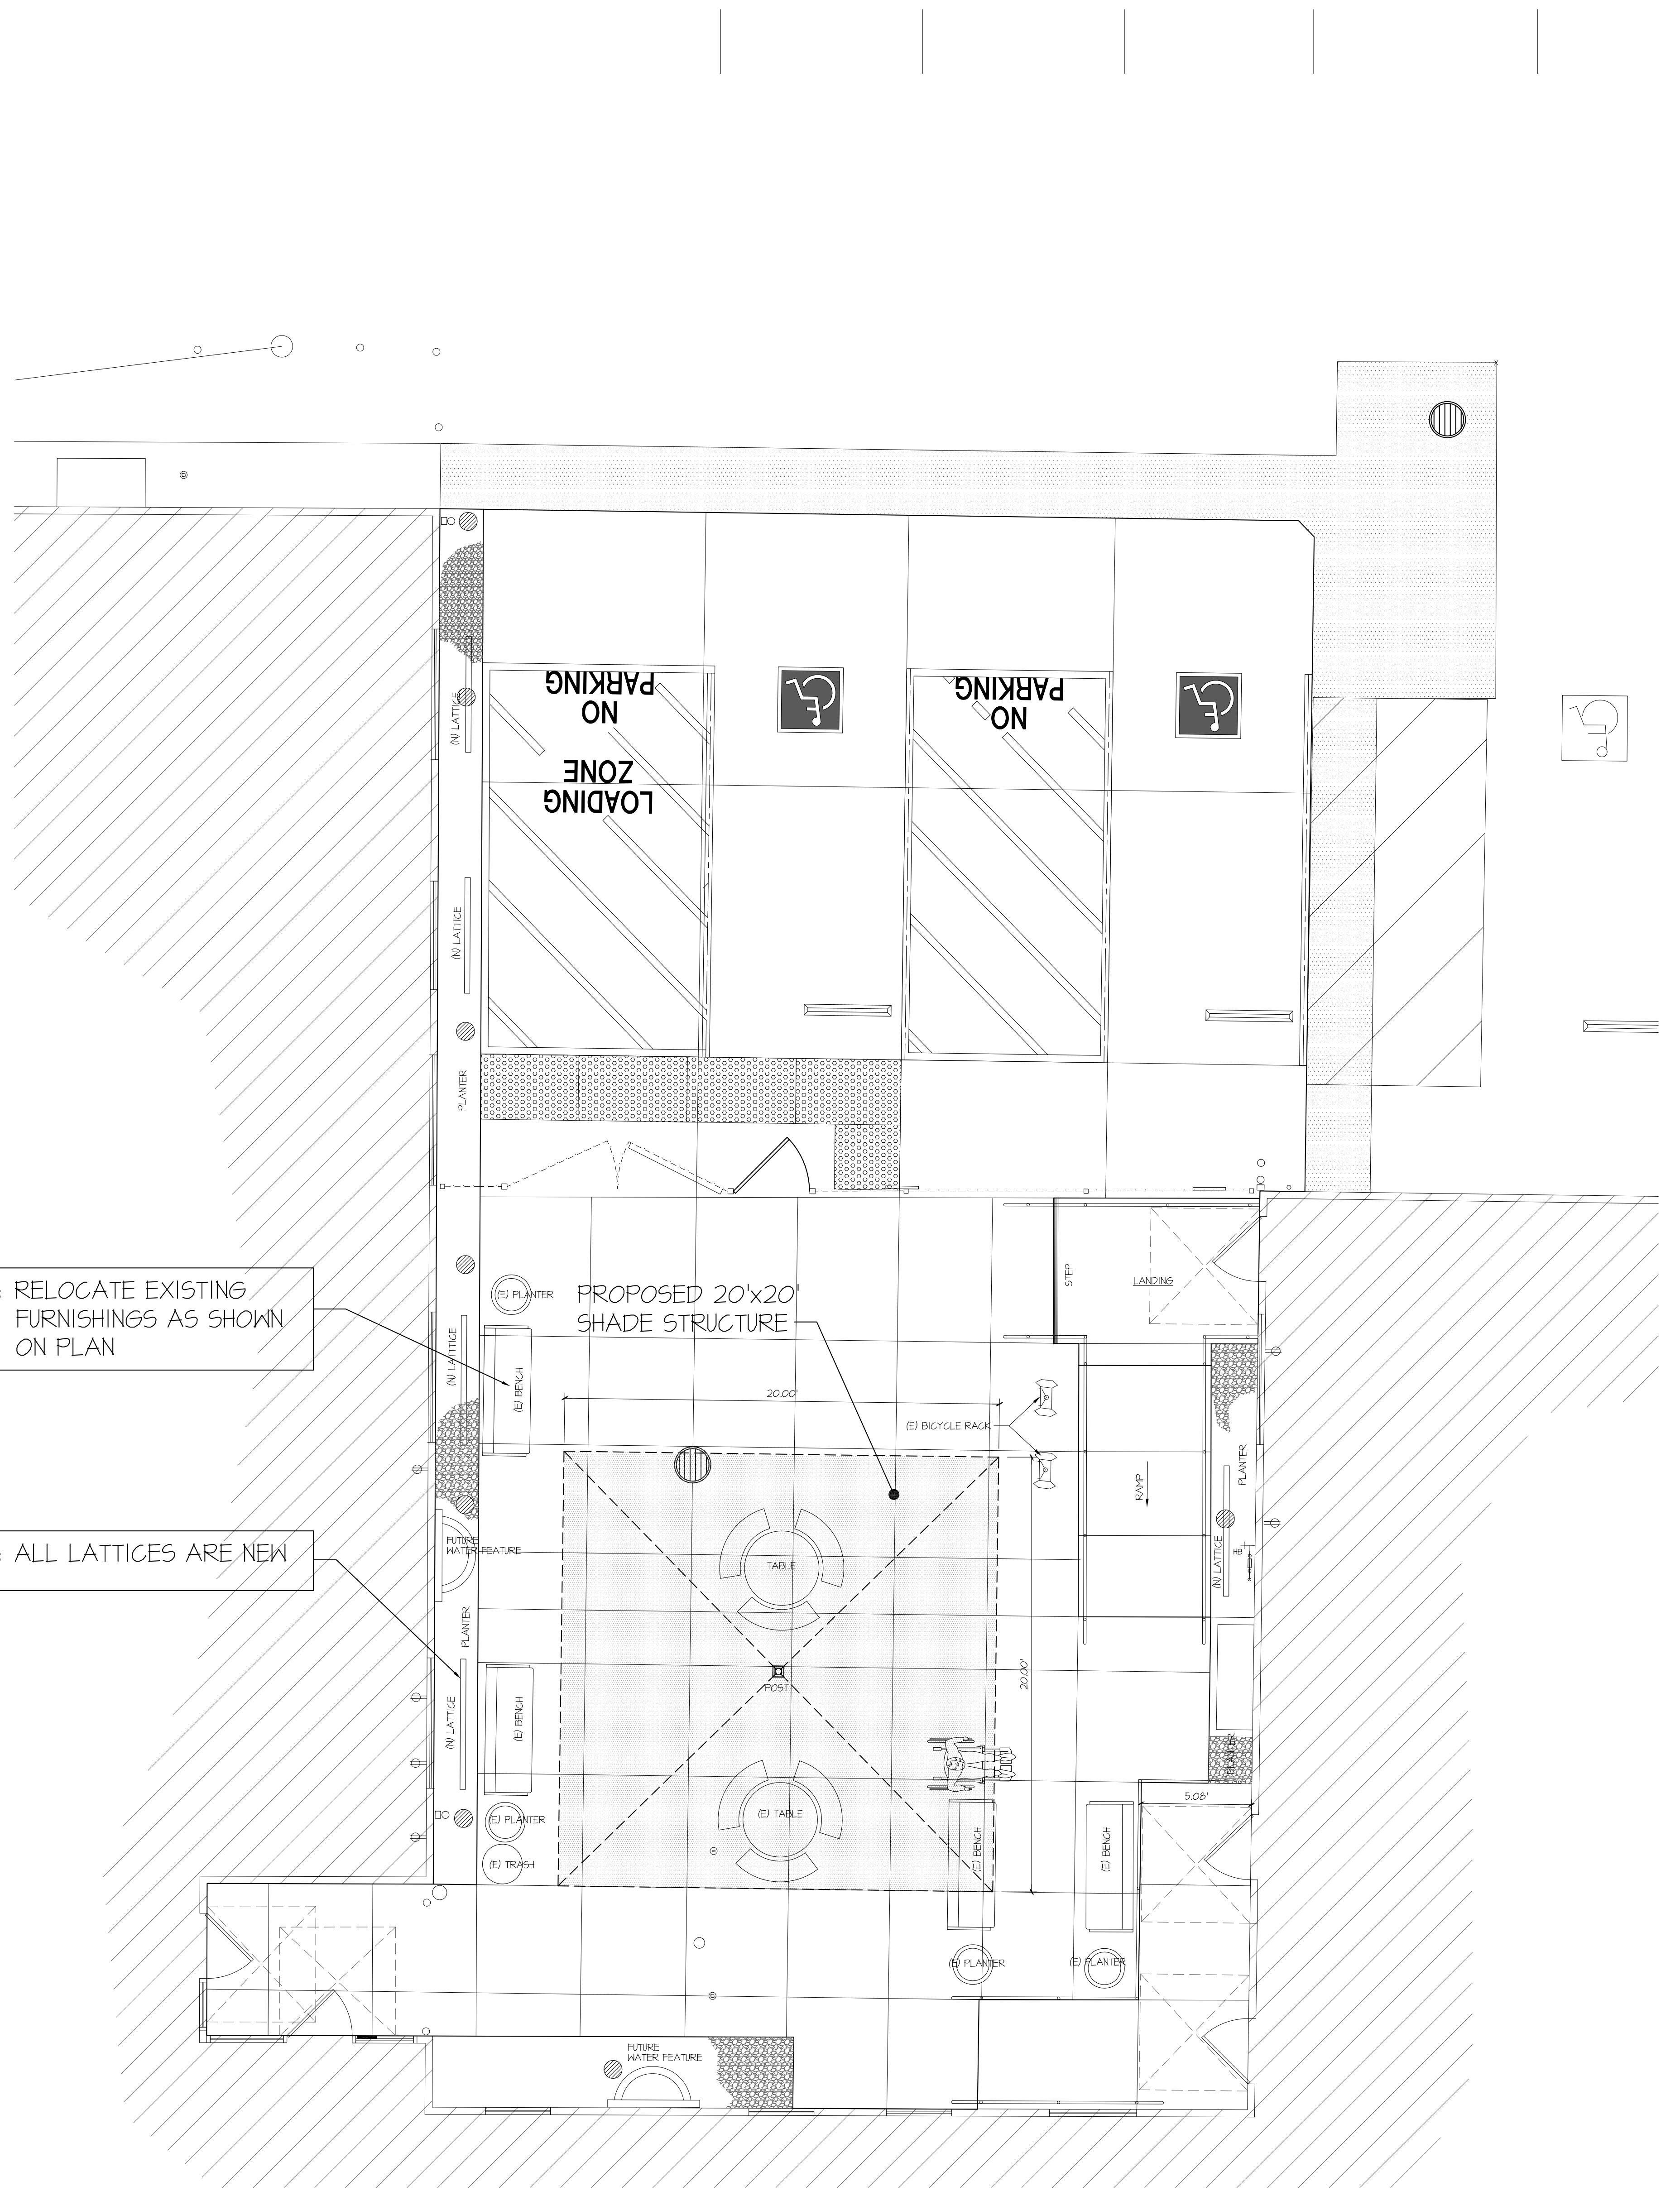 NO
PARKING
LOADING
ZONE
NO
PARKING
(N) LATTICE
(N) LATTICE
PLANTER
: RELOCATE EXISTING
FURNISHINGS AS SHOWN
ON PLAN
(E) PLANTER
PROPOSED 20'x20'
SHADE STRUCTURE
STEP
LANDING
(N) LATTTICE
(E) BENCH
20.00'
(E) BICYCLE RACK
RAMP
PLANTER
: ALL LATTICES ARE NEW
FUTURE
WATER FEATURE
TABLE
HB
(N) LATTICE
PLANTER
20.00'
POST
(N) LATTICE
(E) BENCH
PLANTER
5.08'
(E) PLANTER
(E) TABLE
(E) BENCH
(E) BENCH
(E) TRASH
(E) PLANTER
(E) PLANTER
FUTURE
WATER FEATURE